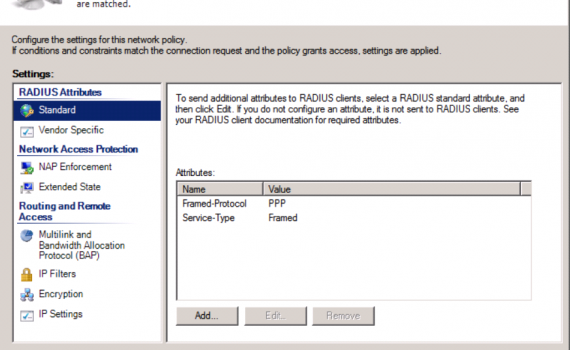 are matched.
Configure the settings for this network policy.
If conditions and constraints match the connection request and the policy grants access, settings are applied.
Settings:
RADIUS Attributes
Standard
Vendor Specific
Network Access Protection
NAP Enforcement
Extended State
Routing and Remote
Access
Multilink and
Bandwidth Allocation
Protocol (BAP)
IP Filters
Encryption
IP Settings
To send additional attributes to RADIUS clients, select a RADIUS standard attribute, and
then click Edit. If you do not configure an attribute, it is not sent to RADIUS clients. See
your RADIUS client documentation for required attributes.
Attributes:
Name Value
Framed-Protocol PPP
Service-Type Framed
Add... Edit... Remove